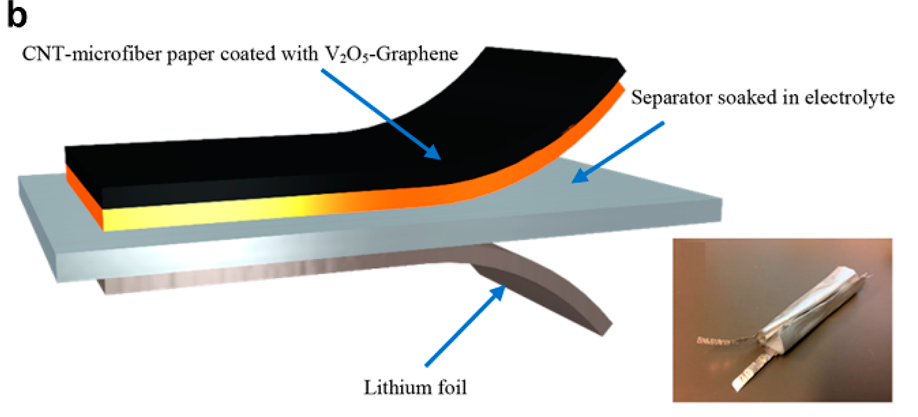 b
CNT-microfiber paper coated with V₂O₅-Graphene
Separator soaked in electrolyte
Lithium foil